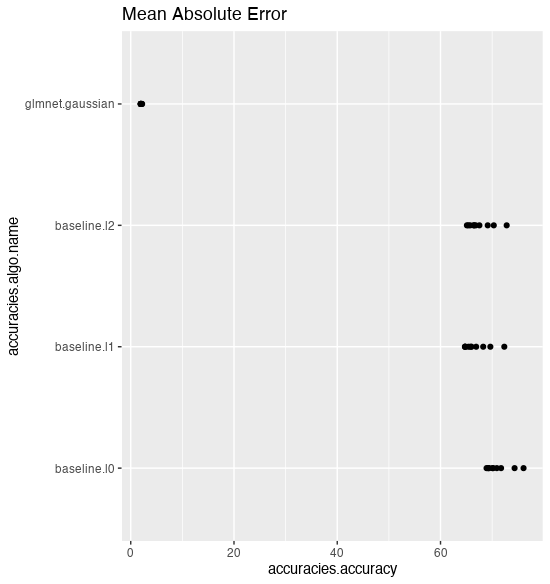 Mean Absolute Error
glmnet.gaussian
baseline.l2
baseline.l1
baseline.l0
accuracies.algo.name
0 20 40 60
accuracies.accuracy